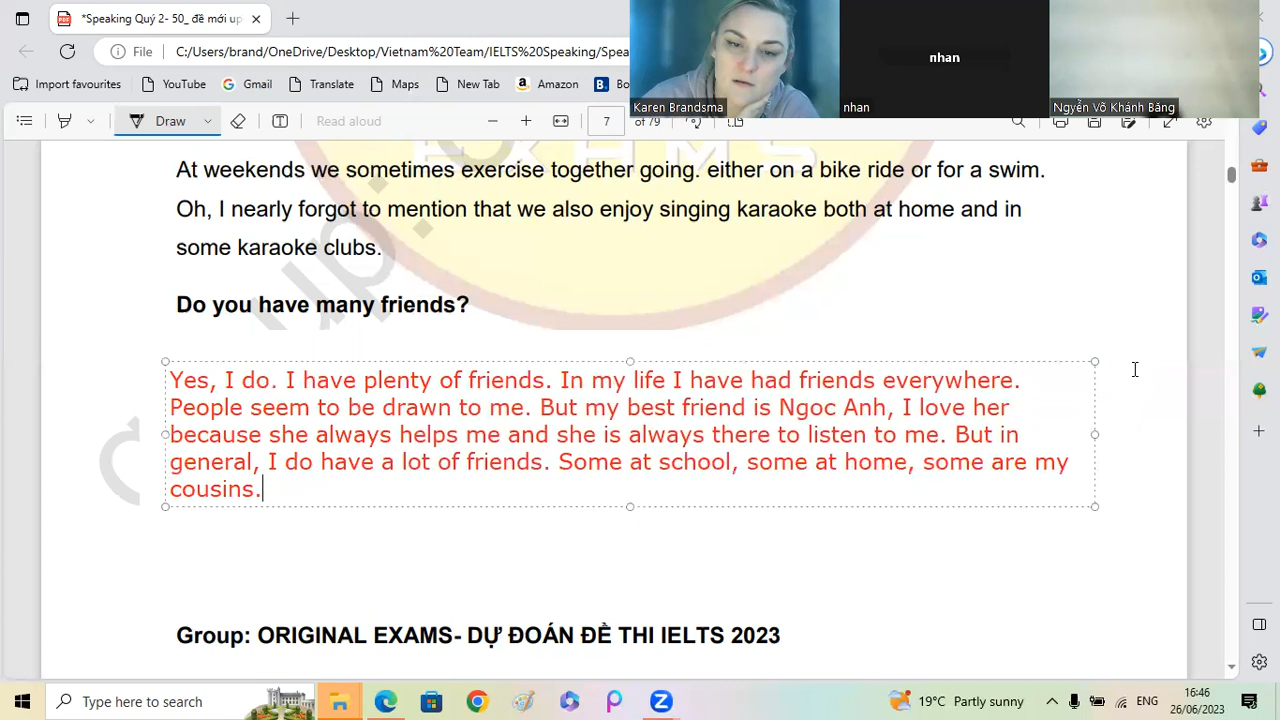 *Speaking Quý 2- 50_ đề mới up
File
C:/Users/brand/OneDrive/Desktop/Vietnam%20Team/IELTS%20Speaking/Spea
Import favourites
YouTube
Gmail
Translate
Maps
New Tab
Amazon
Karen Brandsma
nhan
nhan
Nguyễn Võ Khánh Băng
Draw
Read aloud
7
of 79
EXAMS
At weekends we sometimes exercise together going. either on a bike ride or for a swim.
Oh, I nearly forgot to mention that we also enjoy singing karaoke both at home and in
some karaoke clubs.
Do you have many friends?
Yes, I do. I have plenty of friends. In my life I have had friends everywhere.
People seem to be drawn to me. But my best friend is Ngoc Anh, I love her
because she always helps me and she is always there to listen to me. But in
general, I do have a lot of friends. Some at school, some at home, some are my
cousins.
Group: ORIGINAL EXAMS- DỰ ĐOÁN ĐỀ THI IELTS 2023
Type here to search
19°C Partly sunny
ENG
16:46
26/06/2023